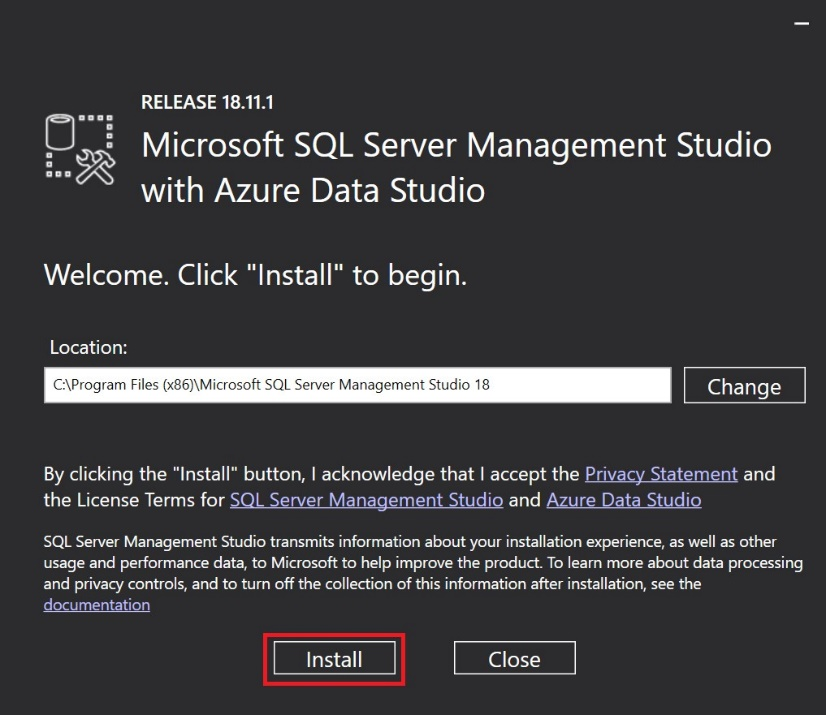 RELEASE 18.11.1
Microsoft SQL Server Management Studio
with Azure Data Studio
Welcome. Click "Install" to begin.
Location:
C:\Program Files (x86)\Microsoft SQL Server Management Studio 18
Change
By clicking the "Install" button, I acknowledge that I accept the Privacy Statement and
the License Terms for SQL Server Management Studio and Azure Data Studio
SQL Server Management Studio transmits information about your installation experience, as well as other
usage and performance data, to Microsoft to help improve the product. To learn more about data processing
and privacy controls, and to turn off the collection of this information after installation, see the
documentation
Install
Close